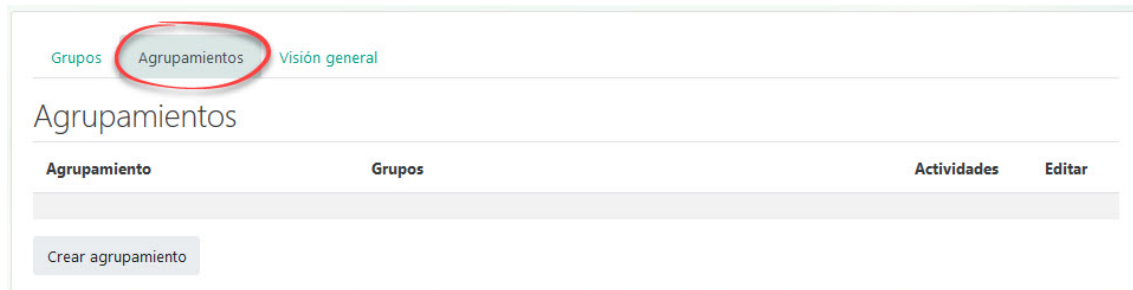 Grupos Agrupamientos Visión general
Agrupamientos
Agrupamiento Grupos Actividades Editar
Crear agrupamiento